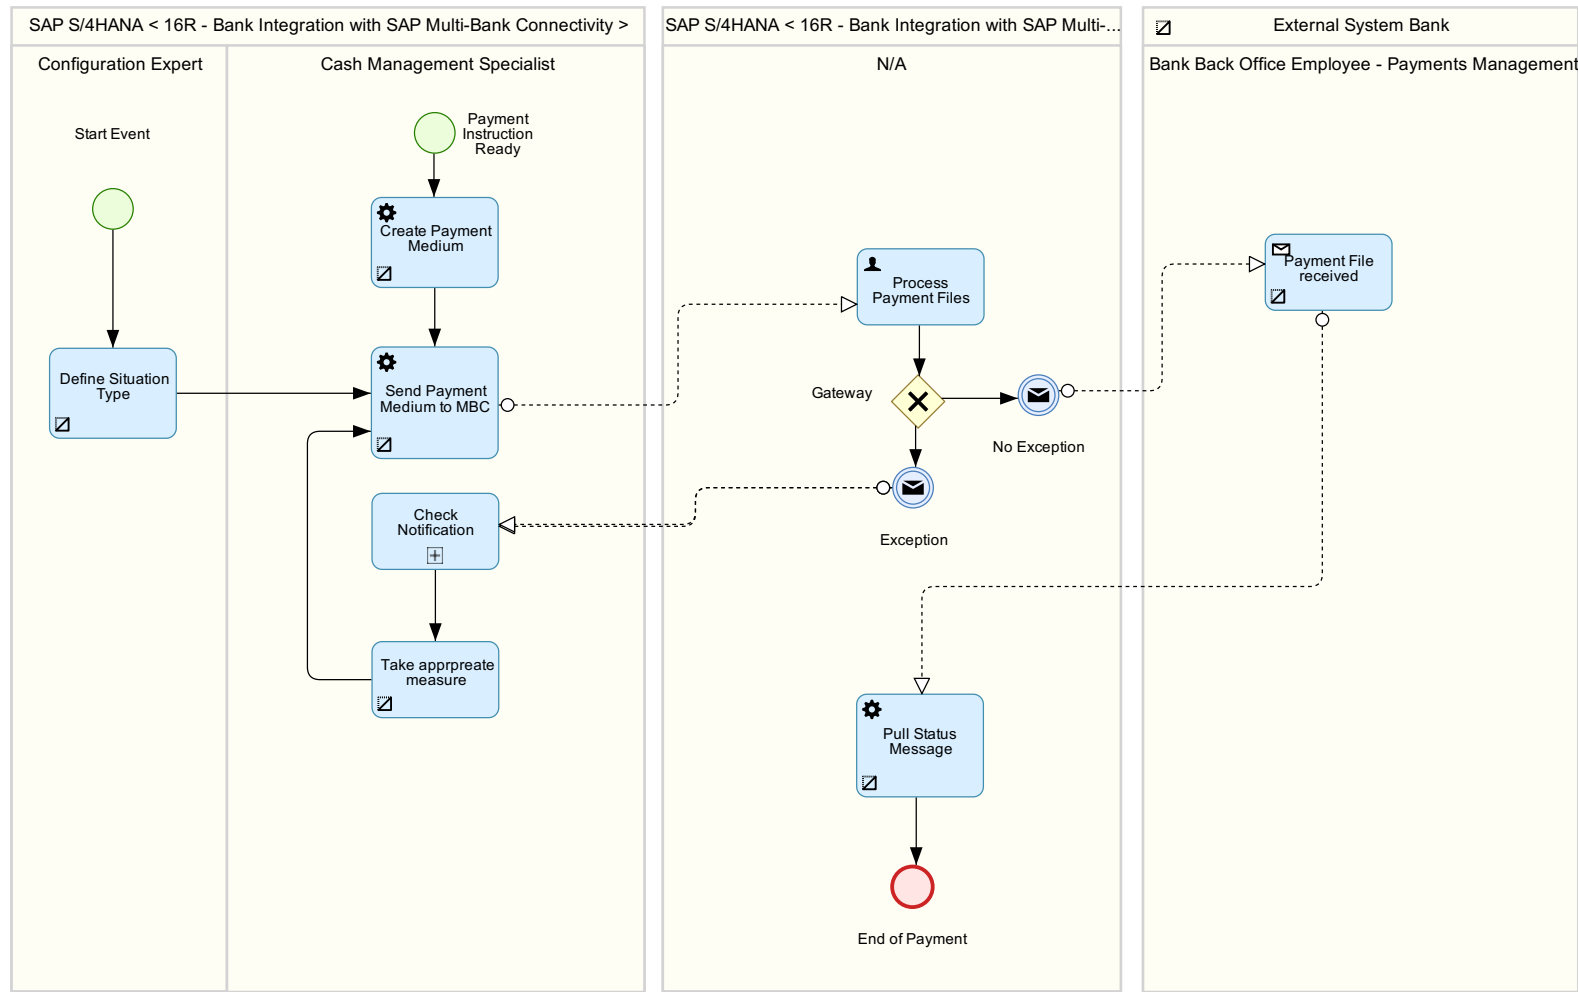 SAP S/4HANA < 16R - Bank Integration with SAP Multi-Bank Connectivity >
SAP S/4HANA < 16R - Bank Integration with SAP Multi-...
External System Bank
Configuration Expert
Cash Management Specialist
N/A
Bank Back Office Employee - Payments Management
Start Event
Payment
Instruction
Ready
Create Payment
Medium
Define Situation
Type
Send Payment
Medium to MBC
Check
Notification
Take apprpreate
measure
Process
Payment Files
Gateway
No Exception
Exception
Payment File
received
Pull Status
Message
End of Payment